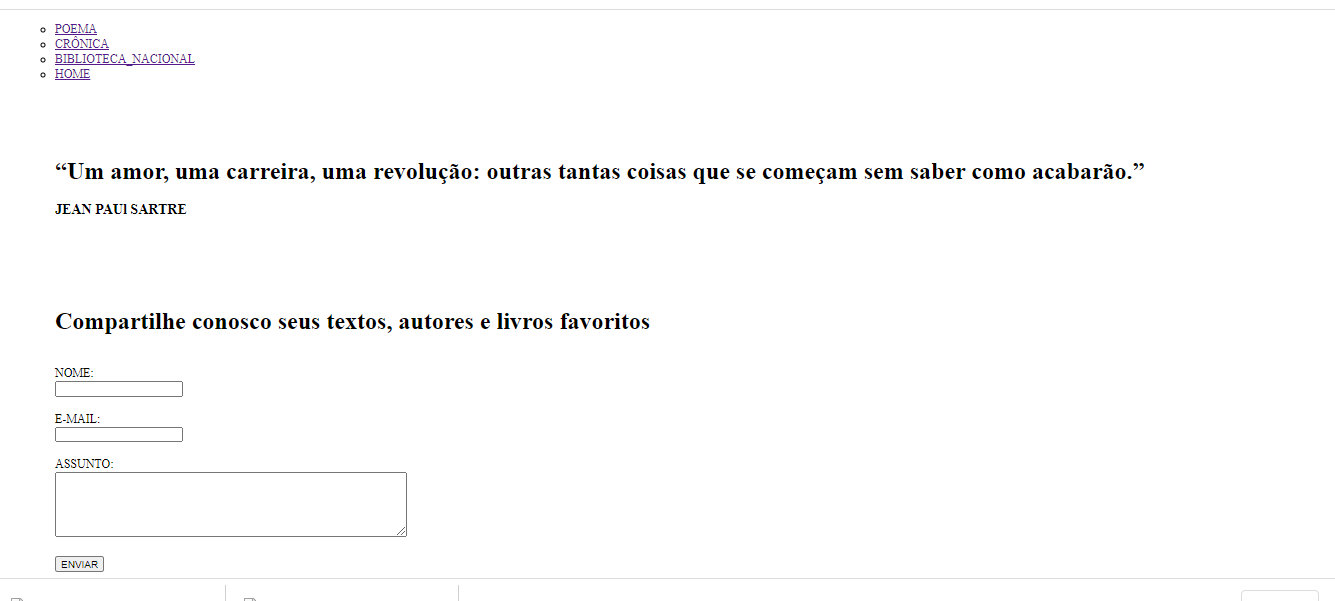 POEMA
CRÔNICA
BIBLIOTECA_NACIONAL
HOME
“Um amor, uma carreira, uma revolução: outras tantas coisas que se começam sem saber como acabarão.”
JEAN PAUl SARTRE
Compartilhe conosco seus textos, autores e livros favoritos
NOME:
E-MAIL:
ASSUNTO:
ENVIAR